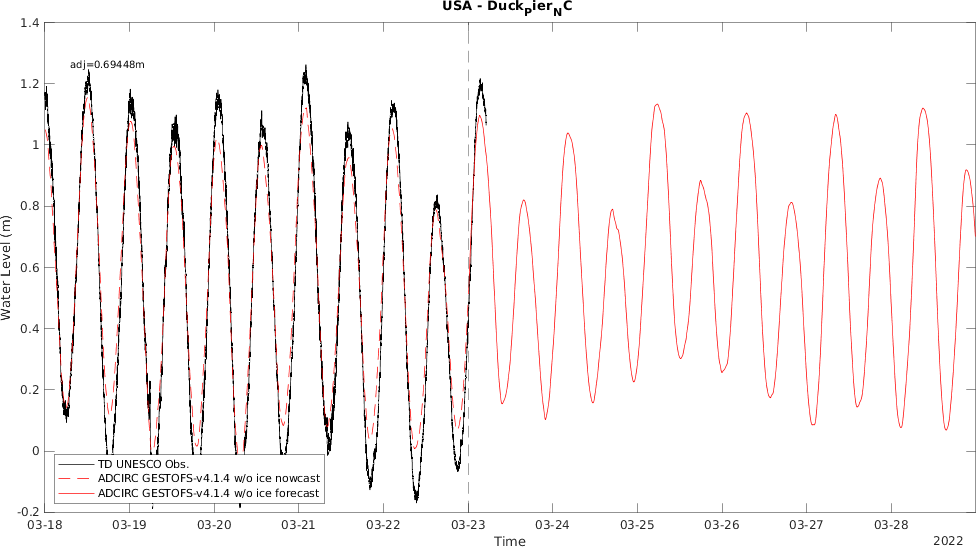 USA - Duck_Pier_NC
1.4
adj=0.69448m
1.2
1
0.8
0.6
0.4
0.2
0
-0.2
Water Level (m)
TD UNESCO Obs.
ADCIRC GESTOFS-v4.1.4 w/o ice nowcast
ADCIRC GESTOFS-v4.1.4 w/o ice forecast
03-18 03-19 03-20 03-21 03-22 03-23 03-24 03-25 03-26 03-27 03-28
Time
2022